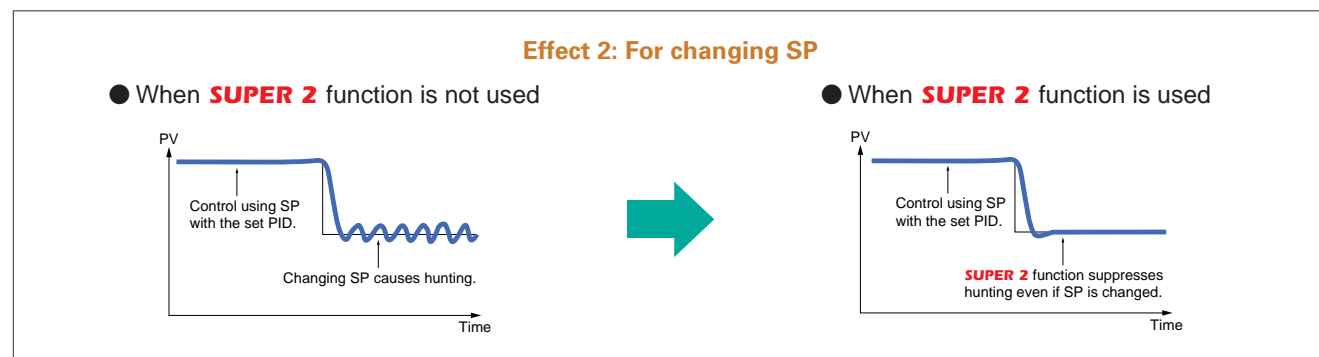 Effect 2: For changing SP
● When SUPER 2 function is not used
PV
Control using SP
with the set PID.
Changing SP causes hunting.
Time
● When SUPER 2 function is used
PV
Control using SP
with the set PID.
SUPER 2 function suppresses
hunting even if SP is changed.
Time